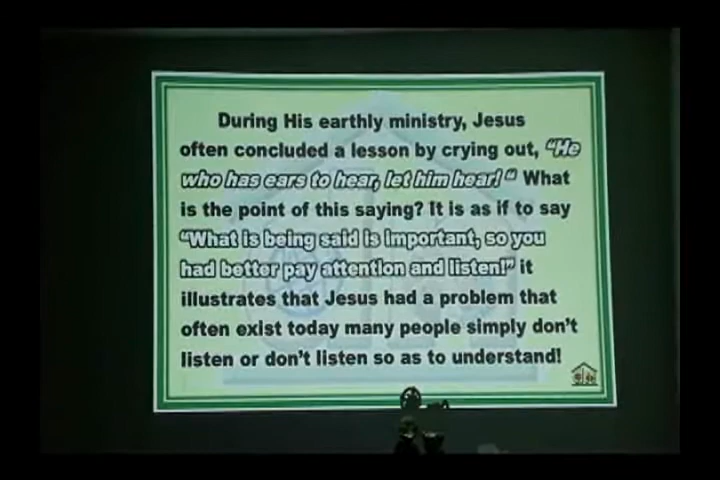 During His earthly ministry, Jesus
often concluded a lesson by crying out, “He
who has ears to hear, let him hear! “ What
is the point of this saying? It is as if to say
“What is being said is important, so you
had better pay attention and listen!” it
illustrates that Jesus had a problem that
often exist today many people simply don’t
listen or don’t listen so as to understand!